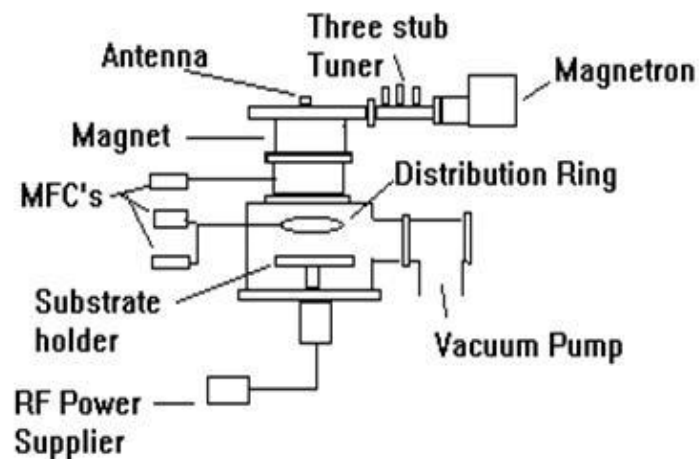 Three stub
Tuner
Antenna
Magnetron
Magnet
Distribution Ring
MFC's
Substrate
holder
Vacuum Pump
RF Power
Supplier